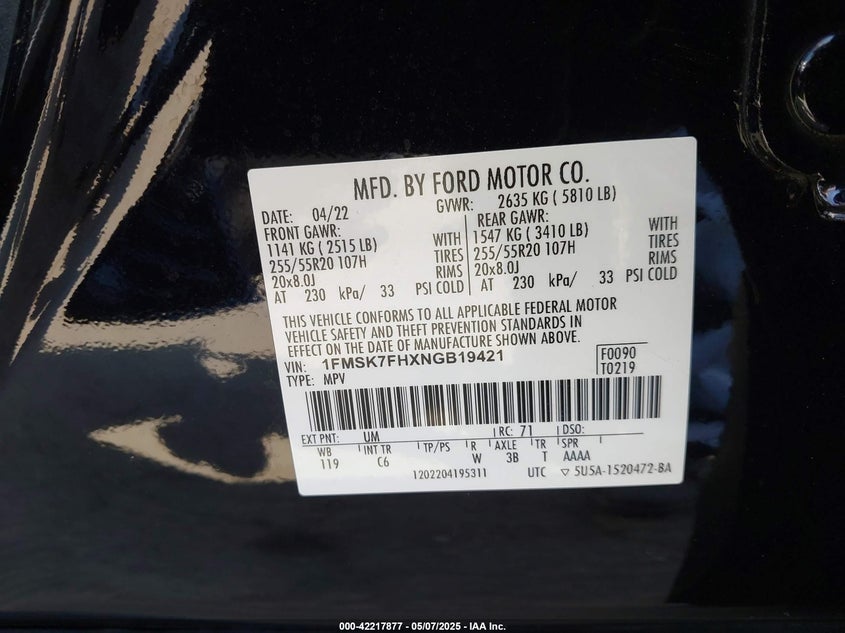 MFD. BY FORD MOTOR CO.
DATE: 04/22 GVWR: 2635 KG ( 5810 LB)
FRONT GAWR: REAR GAWR:
1141 KG ( 2515 LB) WITH 1547 KG ( 3410 LB) WITH
255/55R20 107H TIRES 255/55R20 107H TIRES
20x8.0J RIMS 20x8.0J RIMS
AT 230 kPa/ 33 PSI COLD AT 230 kPa/ 33 PSI COLD
THIS VEHICLE CONFORMS TO ALL APPLICABLE FEDERAL MOTOR
VEHICLE SAFETY AND THEFT PREVENTION STANDARDS IN
EFFECT ON THE DATE OF MANUFACTURE SHOWN ABOVE.
VIN: 1FMSK7FHXNGB19421 F0090
TYPE: MPV T0219
EXT PNT: UM RC: 71 DSO:
WB INT TR TP/PS R AXLE TR SPR
119 C6 W 3B T AAAA
1202204195311 UTC ▽ 5U5A-1520472-BA
000-42217877 - 05/07/2025 - IAA Inc.